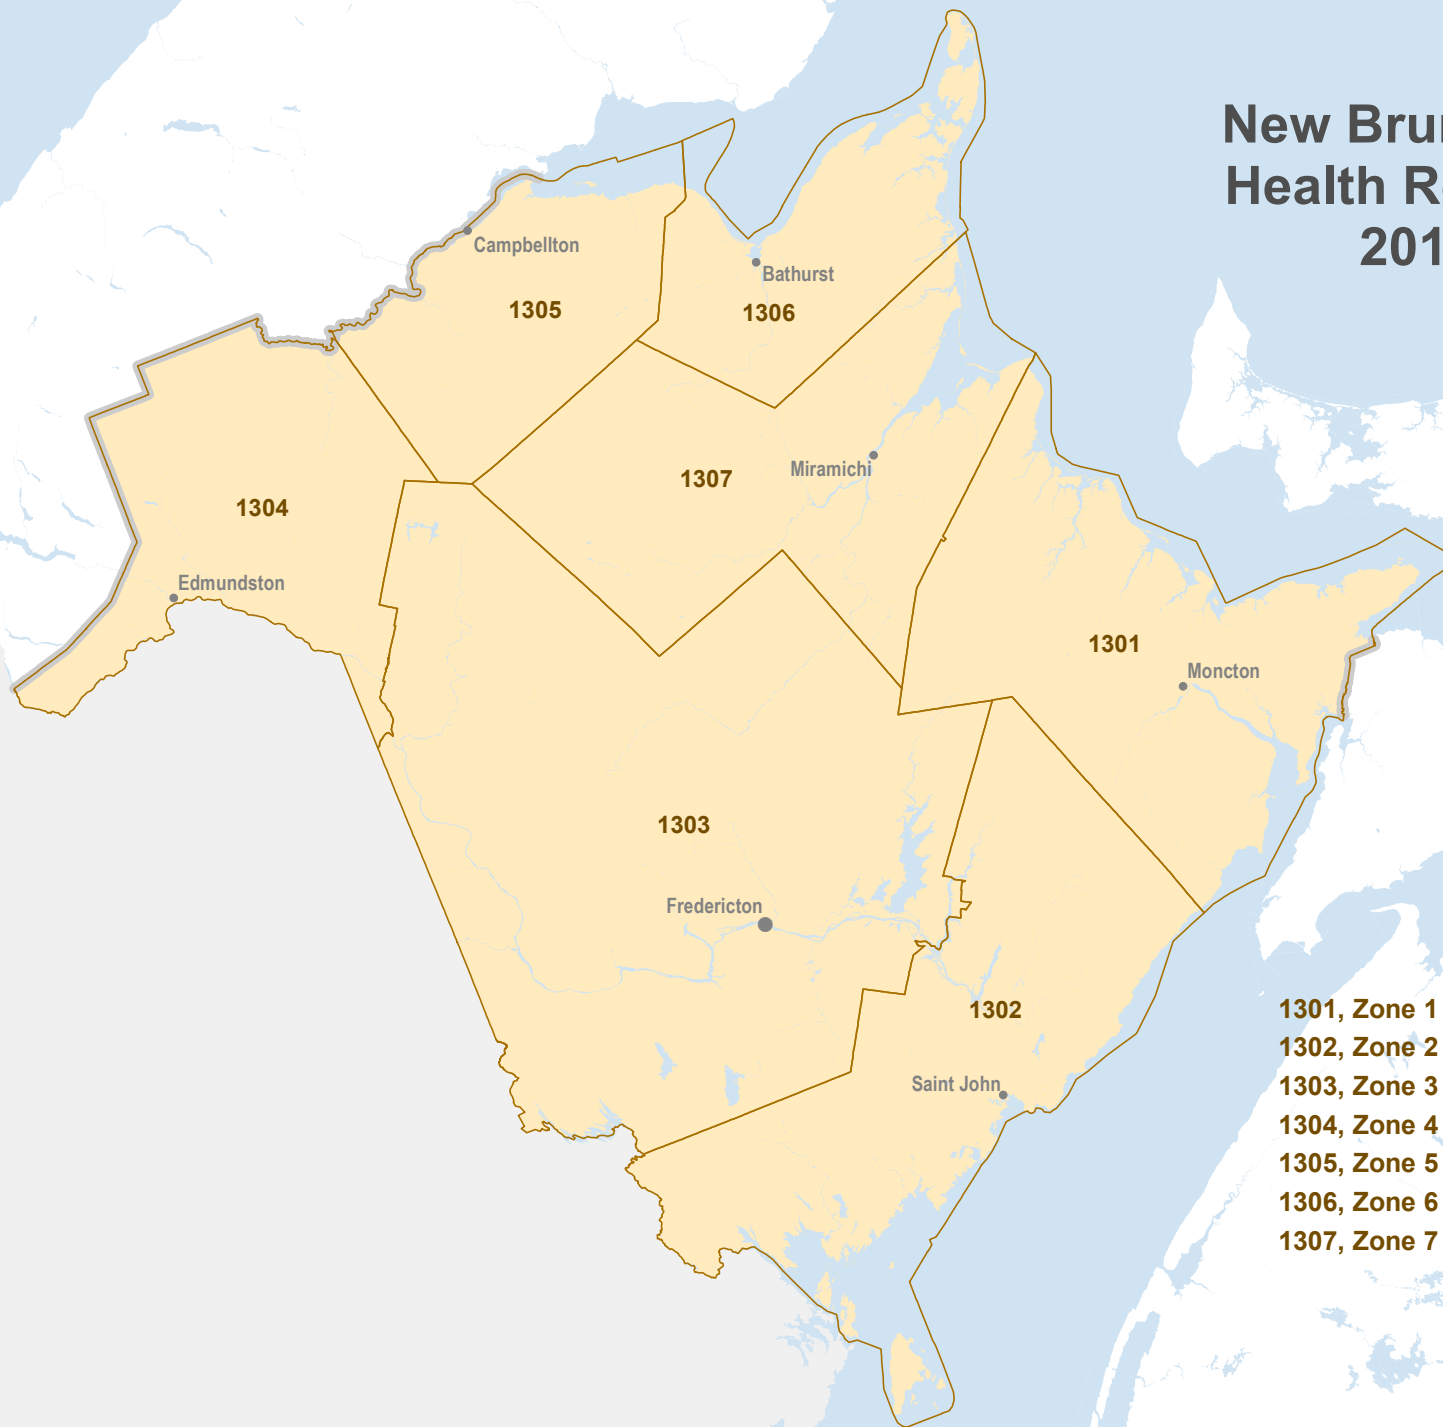 New Brun
Health R
201
Campbellton
Bathurst
1305
1306
Miramichi
1307
1304
Edmundston
1301
Moncton
1303
Fredericton
1302
Saint John
1301, Zone 1
1302, Zone 2
1303, Zone 3
1304, Zone 4
1305, Zone 5
1306, Zone 6
1307, Zone 7